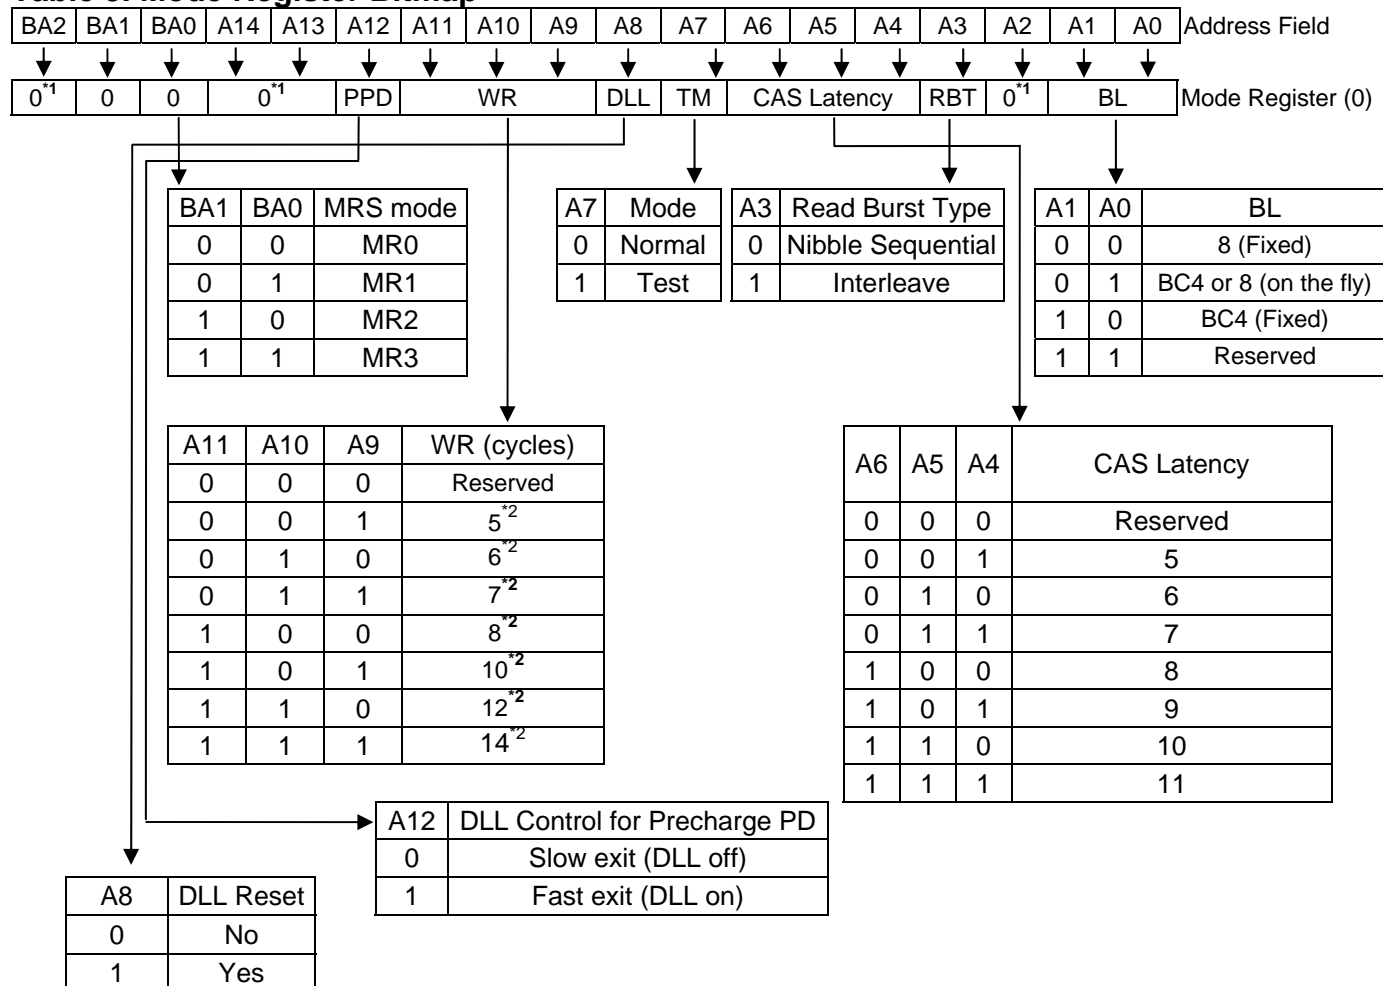 BA2 BA1 BA0 A14 A13 A12 A11 A10 A9 A8 A7 A6 A5 A4 A3 A2 A1 A0 Address Field
0*1 0 0 0*1 PPD WR DLL TM CAS Latency RBT 0*1 BL Mode Register (0)
BA1 BA0 MRS mode
0 0 MR0
0 1 MR1
1 0 MR2
1 1 MR3
A7 Mode
0 Normal
1 Test
A3 Read Burst Type
0 Nibble Sequential
1 Interleave
A1 A0 BL
0 0 8 (Fixed)
0 1 BC4 or 8 (on the fly)
1 0 BC4 (Fixed)
1 1 Reserved
A11 A10 A9 WR (cycles)
0 0 0 Reserved
0 0 1 5*2
0 1 0 6*2
0 1 1 7*2
1 0 0 8*2
1 0 1 10*2
1 1 0 12*2
1 1 1 14*2
A6 A5 A4 CAS Latency
0 0 0 Reserved
0 0 1 5
0 1 0 6
0 1 1 7
1 0 0 8
1 0 1 9
1 1 0 10
1 1 1 11
A12 DLL Control for Precharge PD
0 Slow exit (DLL off)
1 Fast exit (DLL on)
A8 DLL Reset
0 No
1 Yes